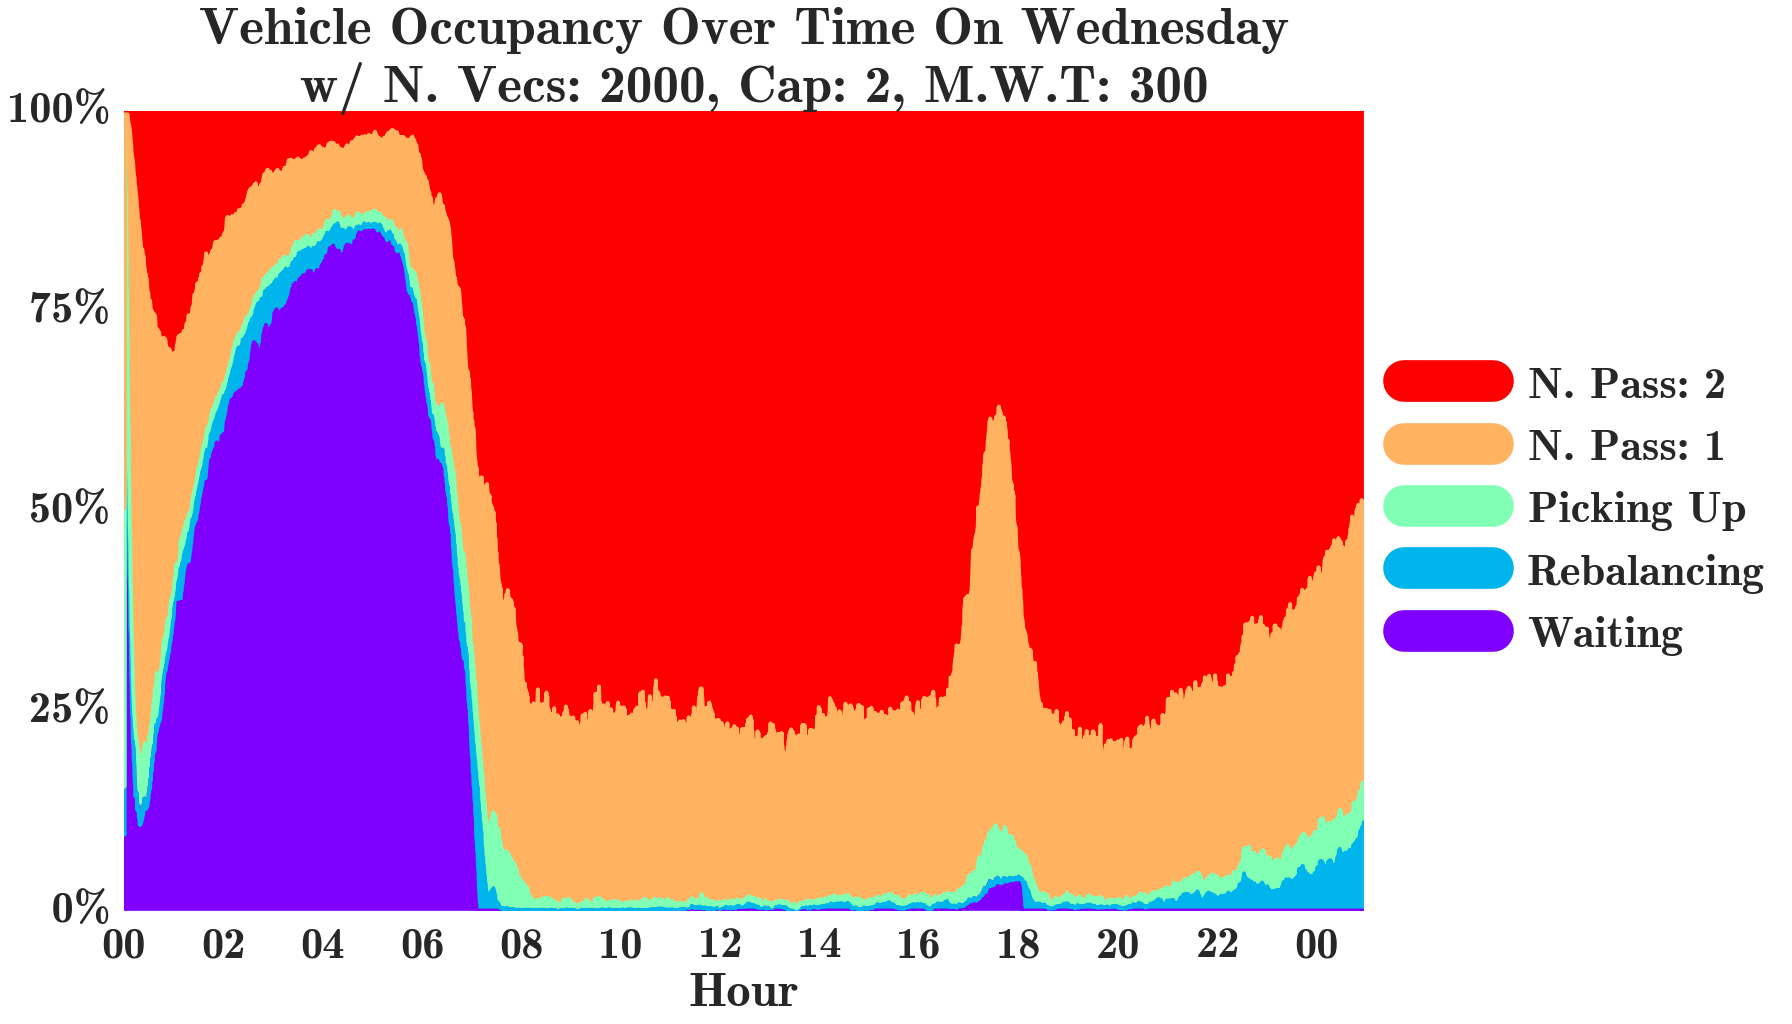 Vehicle Occupancy Over Time On Wednesday
w/ N. Vecs: 2000, Cap: 2, M.W.T: 300
100%
75%
50%
25%
0%
00 02 04 06 08 10 12 14 16 18 20 22 00
Hour
N. Pass: 2
N. Pass: 1
Picking Up
Rebalancing
Waiting